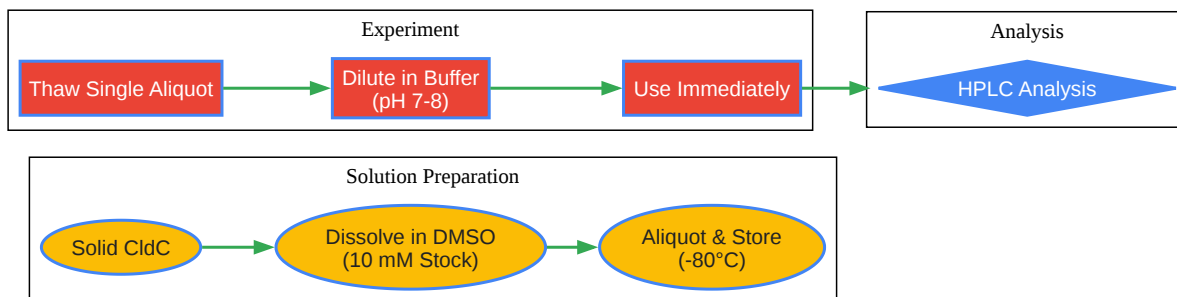 Experiment
Thaw Single Aliquot
Dilute in Buffer
(pH 7-8)
Use Immediately
Analysis
HPLC Analysis
Solution Preparation
Solid CldC
Dissolve in DMSO
(10 mM Stock)
Aliquot & Store
(-80°C)